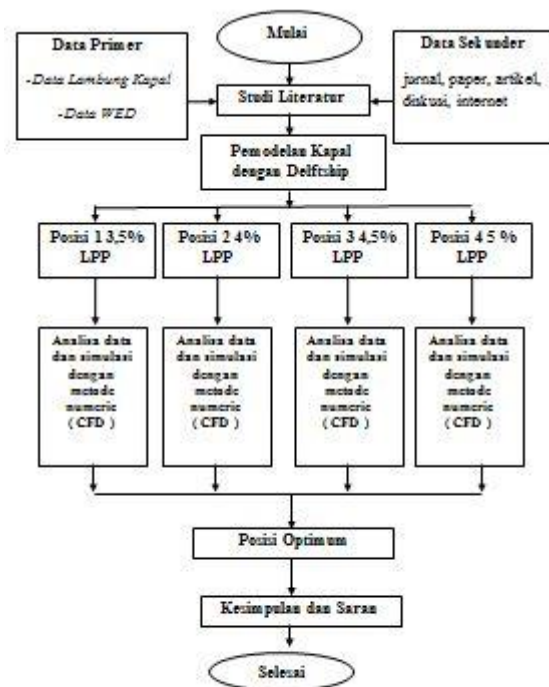 Mulai
Data Primer
-Data Lambung Kapal
-Data WED
Data Sekunder
jurnal, paper, artikel,
diskusi, internet
Studi Literatur
Pemodelan Kapal
dengan Delftship
Posisi 1 3,5%
LPP
Posisi 2 4%
LPP
Posisi 3 4,5%
LPP
Posisi 4 5 %
LPP
Analisa data
dan simulasi
dengan
metode
numeric
( CFD )
Analisa data
dan simulasi
dengan
metode
numeric
( CFD )
Analisa data
dan simulasi
dengan
metode
numeric
( CFD )
Analisa data
dan simulasi
dengan
metode
numeric
( CFD )
Posisi Optimum
Kesimpulan dan Saran
Selesai